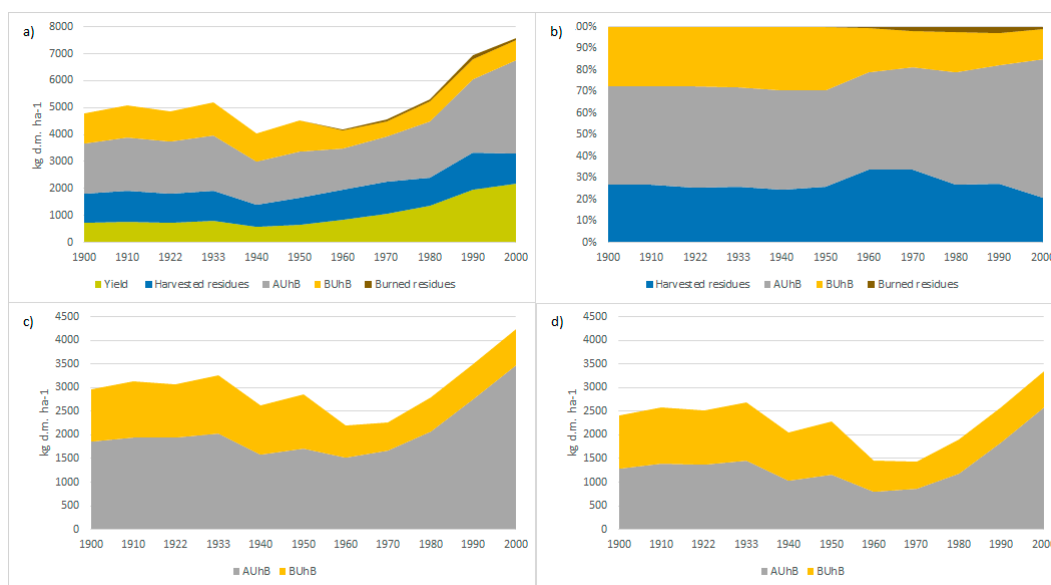 a)
8000
7000
6000
5000
4000
3000
2000
1000
0
kg d.m. ha-1
1900 1910 1922 1933 1940 1950 1960 1970 1980 1990 2000
Yield Harvested residues AUhB BUhB Burned residues
b)
00%
90%
80%
70%
60%
50%
40%
30%
20%
10%
0%
1900 1910 1922 1933 1940 1950 1960 1970 1980 1990 2000
Harvested residues AUhB BUhB Burned residues
c)
4500
4000
3500
3000
2500
2000
1500
1000
500
0
kg d.m. ha-1
1900 1910 1922 1933 1940 1950 1960 1970 1980 1990 2000
AUhB BUhB
d)
4500
4000
3500
3000
2500
2000
1500
1000
500
0
kg d.m. ha-1
1900 1910 1922 1933 1940 1950 1960 1970 1980 1990 2000
AUhB BUhB